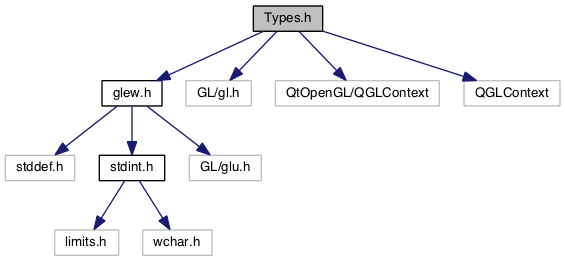 Types.h
glew.h
GL/gl.h
QtOpenGL/QGLContext
QGLContext
stddef.h
stdint.h
GL/glu.h
limits.h
wchar.h